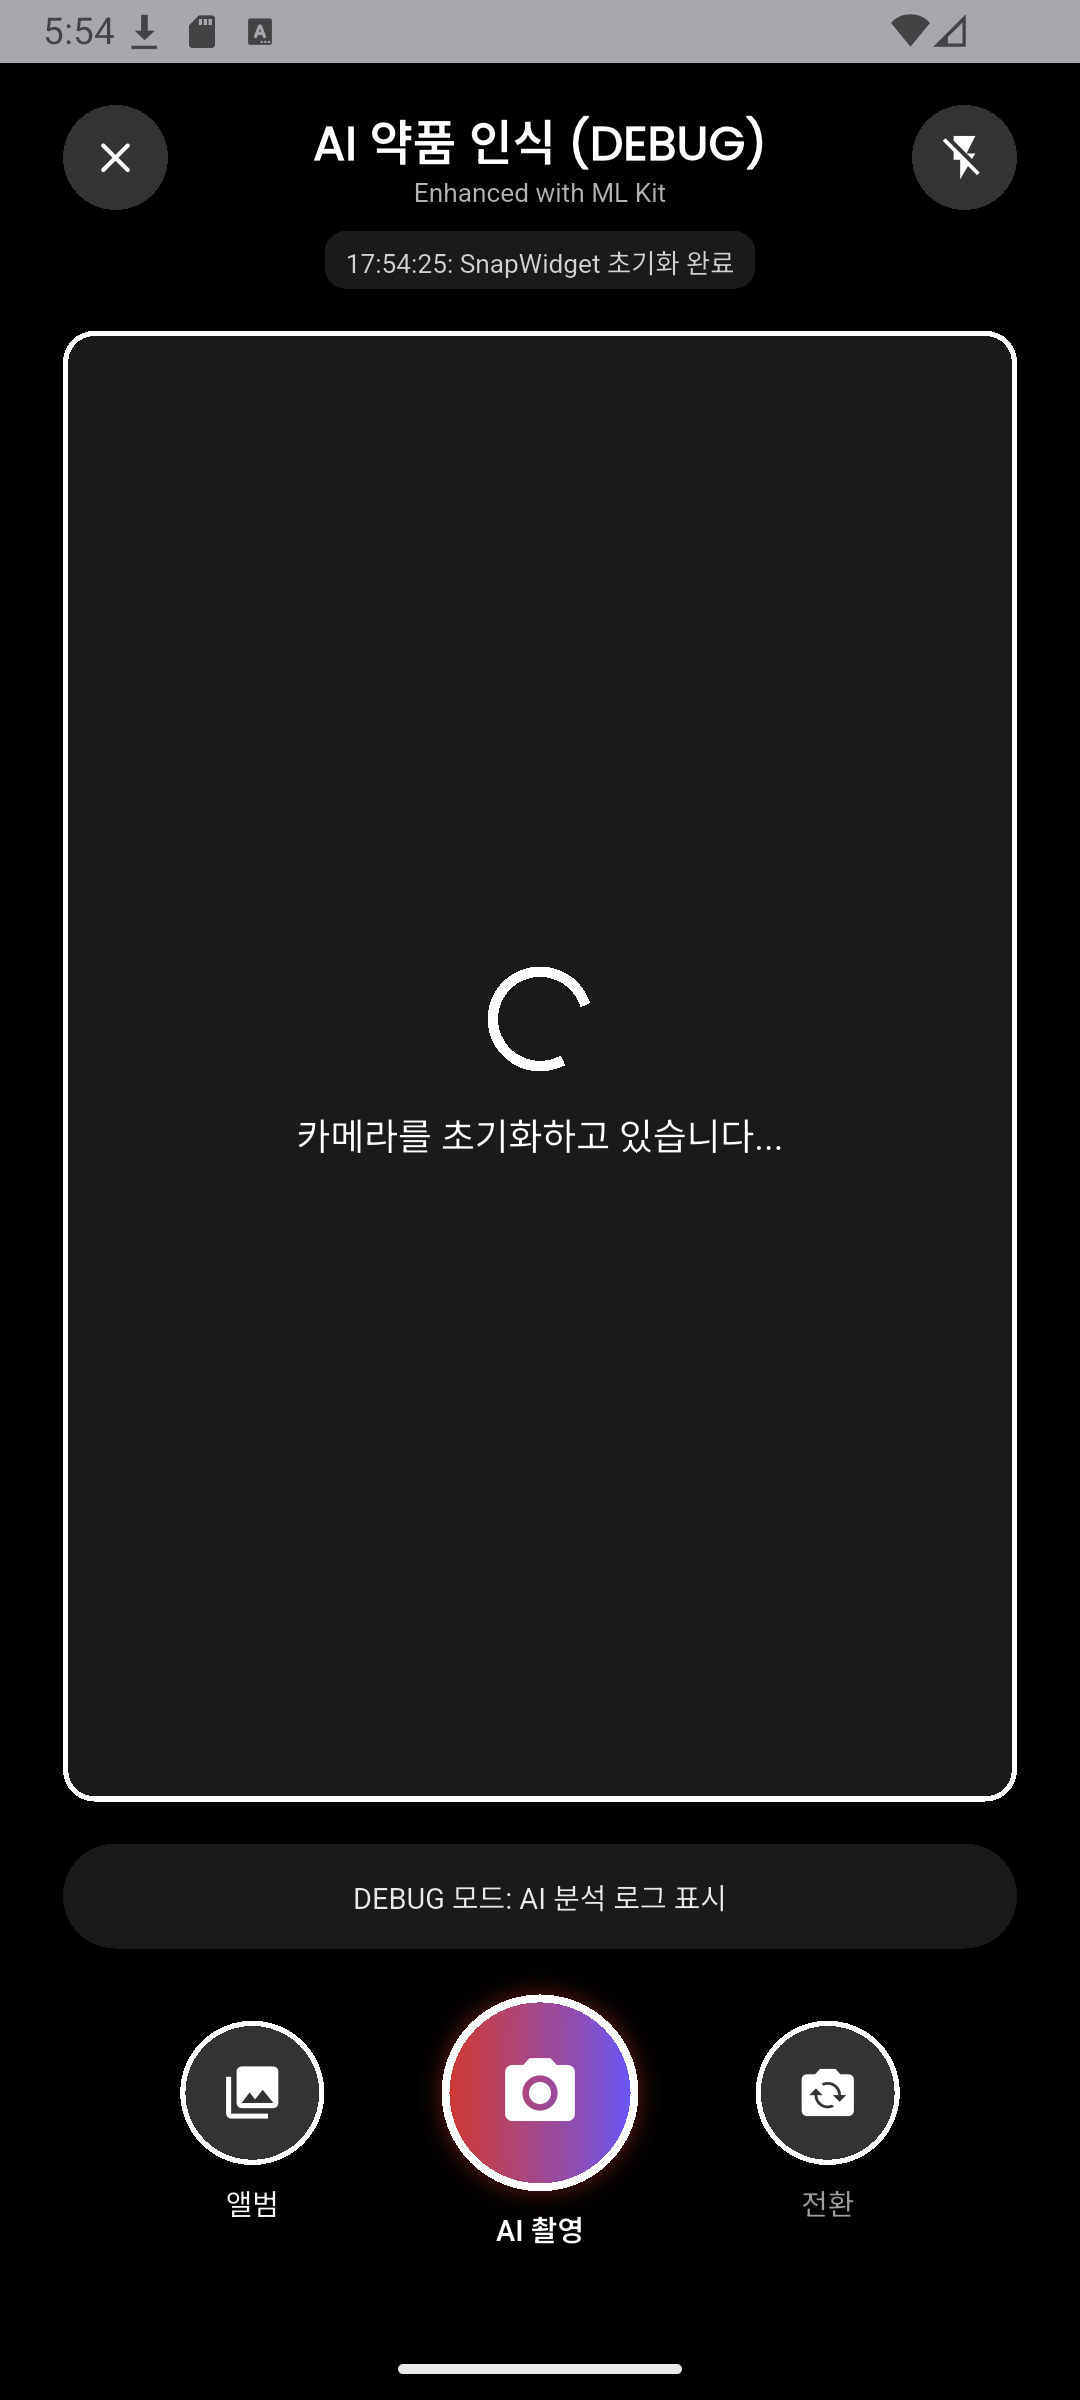 5:54
AI 약품 인식 (DEBUG)
Enhanced with ML Kit
17:54:25: SnapWidget 초기화 완료
카메라를 초기화하고 있습니다...
DEBUG 모드: AI 분석 로그 표시
앨범
AI 촬영
전환